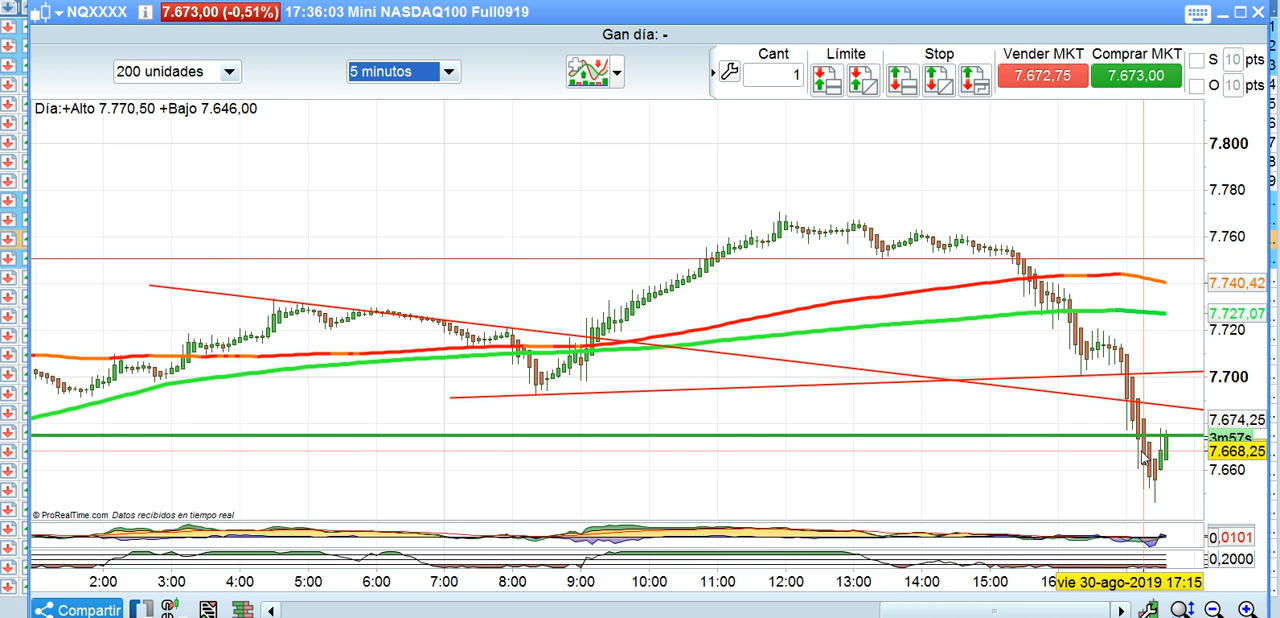 NQXXXX i 7.673,00 (-0,51%) 17:36:03 Mini NASDAQ100 Full0919
Gan día: -
200 unidades
5 minutos
Cant
1
Límite
Stop
Vender MKT
7.672,75
Comprar MKT
7.673,00
S 10 pts
O 10 pts
Día:+Alto 7.770,50 +Bajo 7.646,00
7.800
7.780
7.760
7.740,42
7.727,07
7.720
7.700
7.674,25
3m57s
7.668,25
7.660
© ProRealTime.com Datos recibidos en tiempo real
0,0101
0,2000
2:00 3:00 4:00 5:00 6:00 7:00 8:00 9:00 10:00 11:00 12:00 13:00 14:00 15:00 16 vie 30-ago-2019 17:15
Compartir